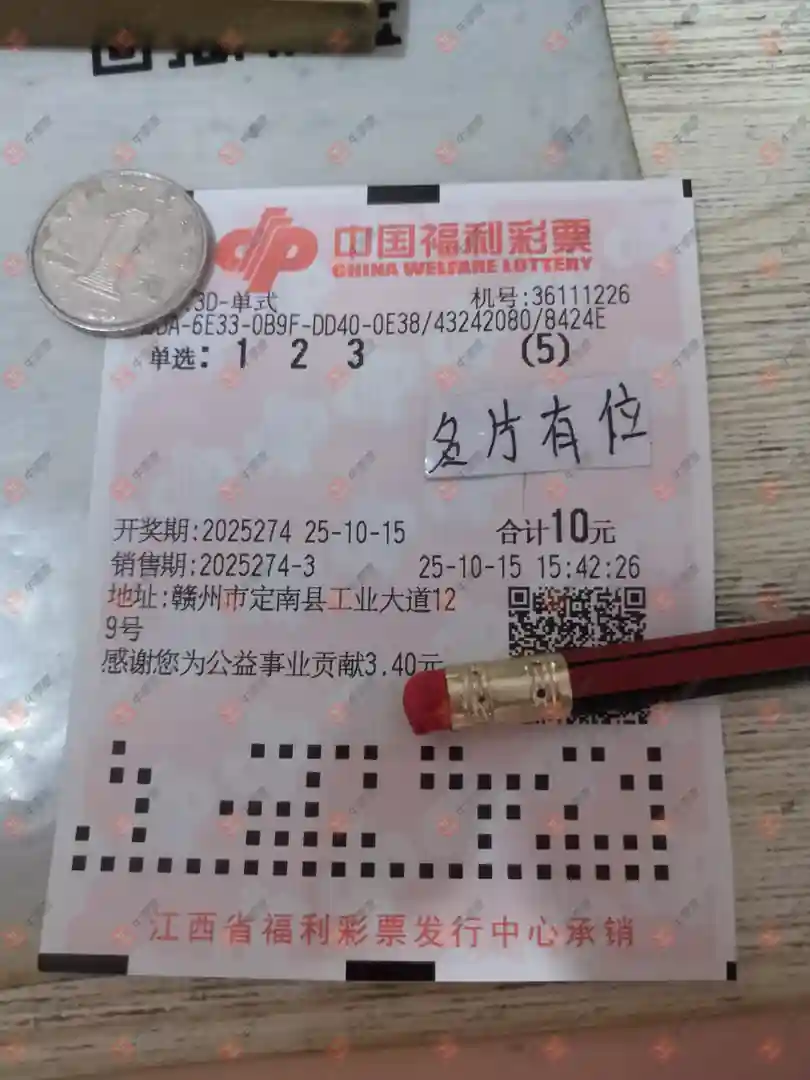 中国福利彩票
CHINA WELFARE LOTTERY
3D-单式 机号:36111226
-6E33-0B9F-DD40-0E38/43242080/8424E
单选: 1 2 3 (5)
名片有位
开奖期:2025274 25-10-15 合计10元
销售期:2025274-3 25-10-15 15:42:26
地址:赣州市定南县工业大道12
9号
感谢您为公益事业贡献3.40元
江西省福利彩票发行中心承销
1